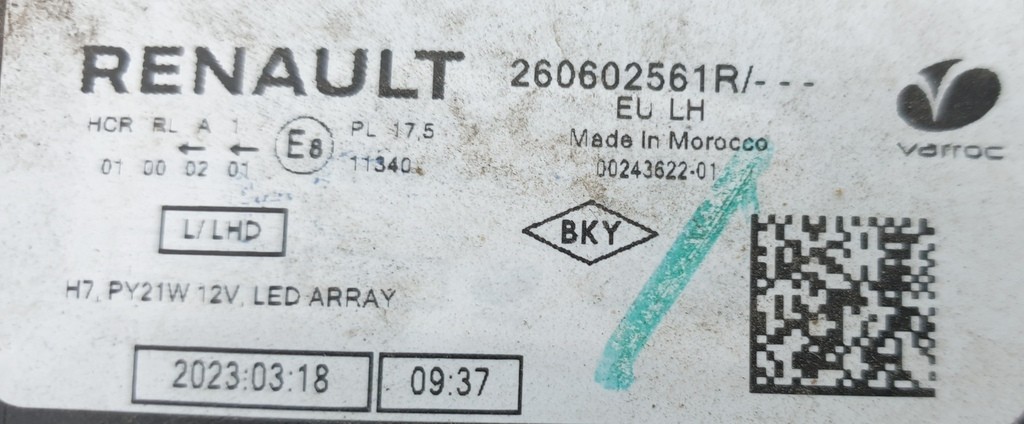 RENAULT
260602561R/---
EU LH
Made In Morocco
00243622-01
varroc
HCR RL A 1
01 00 02 01
E8
PL 17,5
11340
L/LHD
BKY
H7, PY21W 12V, LED ARRAY
2023:03:18
09:37